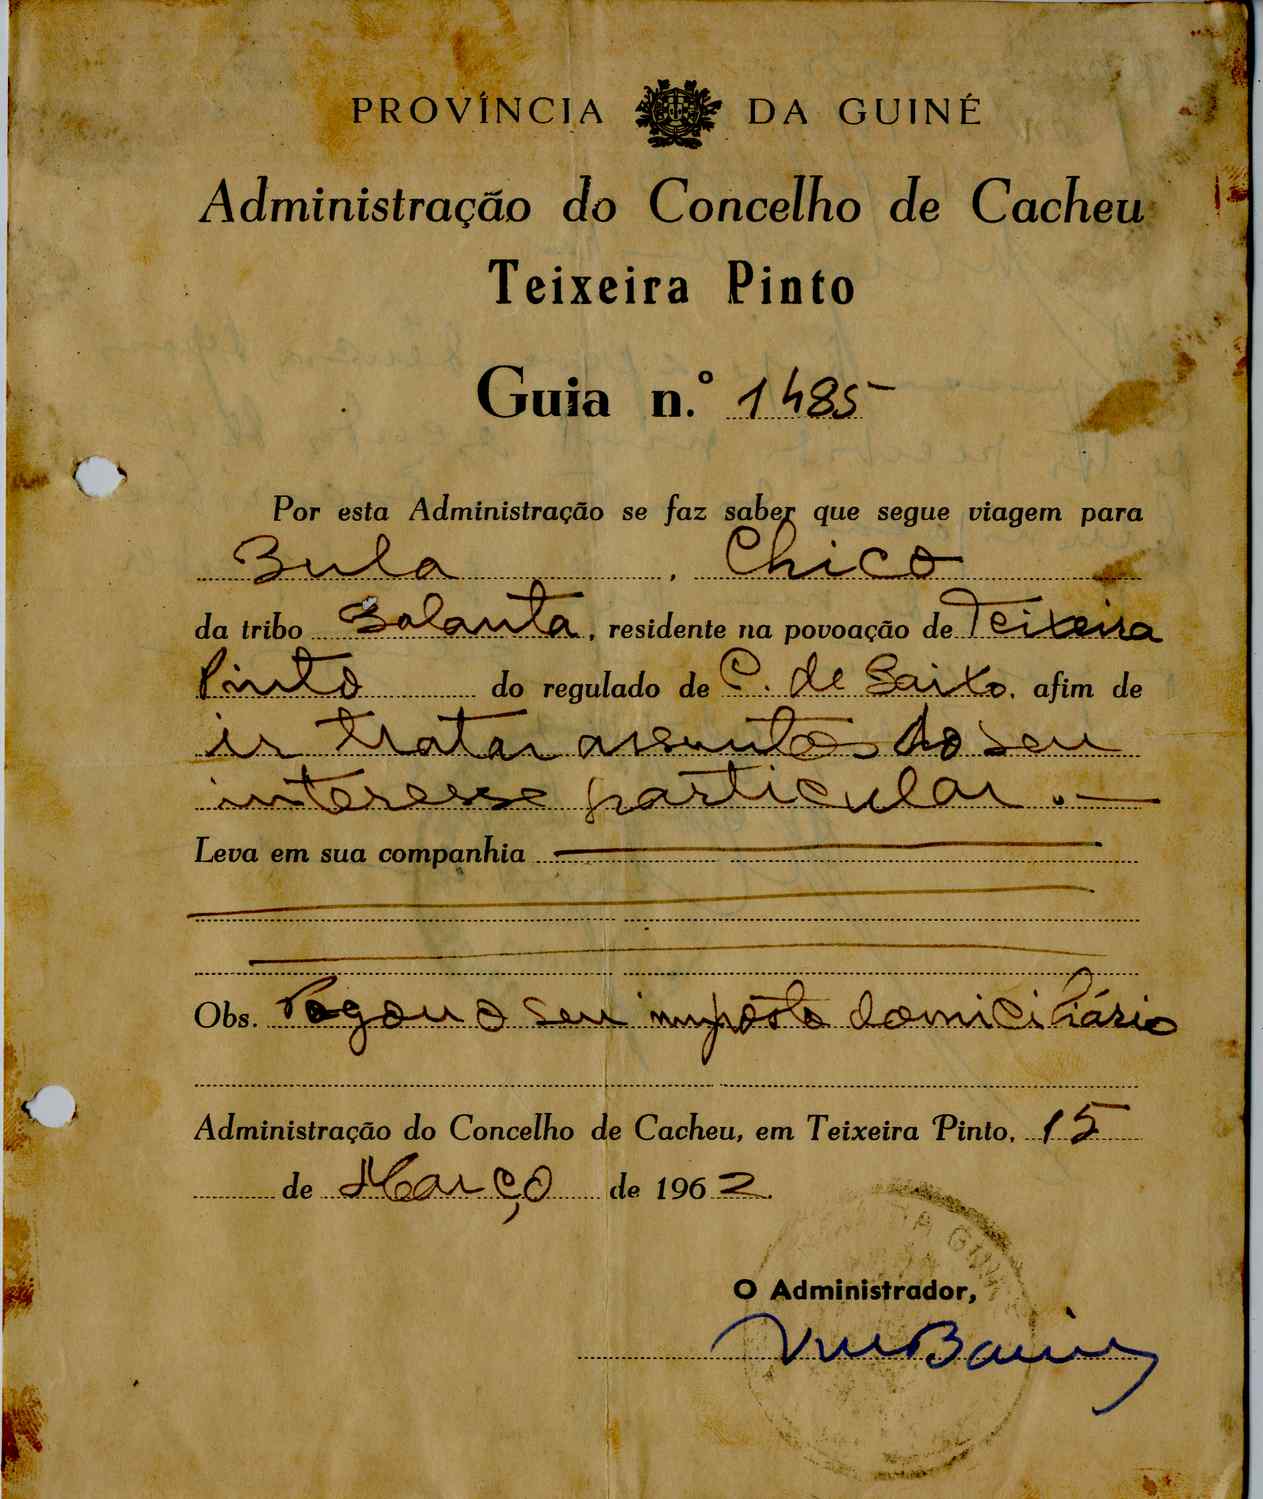 PROVÍNCIA DA GUINÉ
Administração do Concelho de Cacheu
Teixeira Pinto
Guia n.º 1485
Por esta Administração se faz saber que segue viagem para
Bula, Chico
da tribo Balanta, residente na povoação de Teixeira
Pinto do regulado de C. de Baixo, afim de
ir tratar assuntos do seu
interesse particular.—
Leva em sua companhia
Obs. Pagou o seu imposto domiciliário
Administração do Concelho de Cacheu, em Teixeira Pinto, 15
de Março de 1962.
O Administrador,